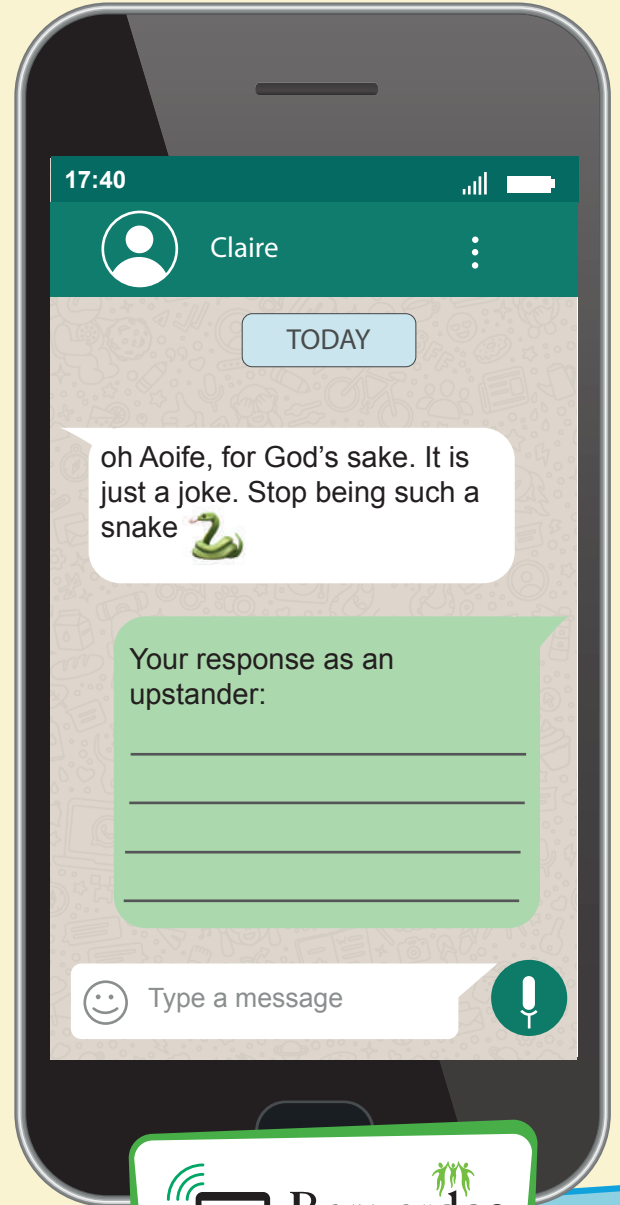 17:40
Claire
TODAY
oh Aoife, for God's sake. It is
just a joke. Stop being such a
snake
Your response as an
upstander:
Type a message